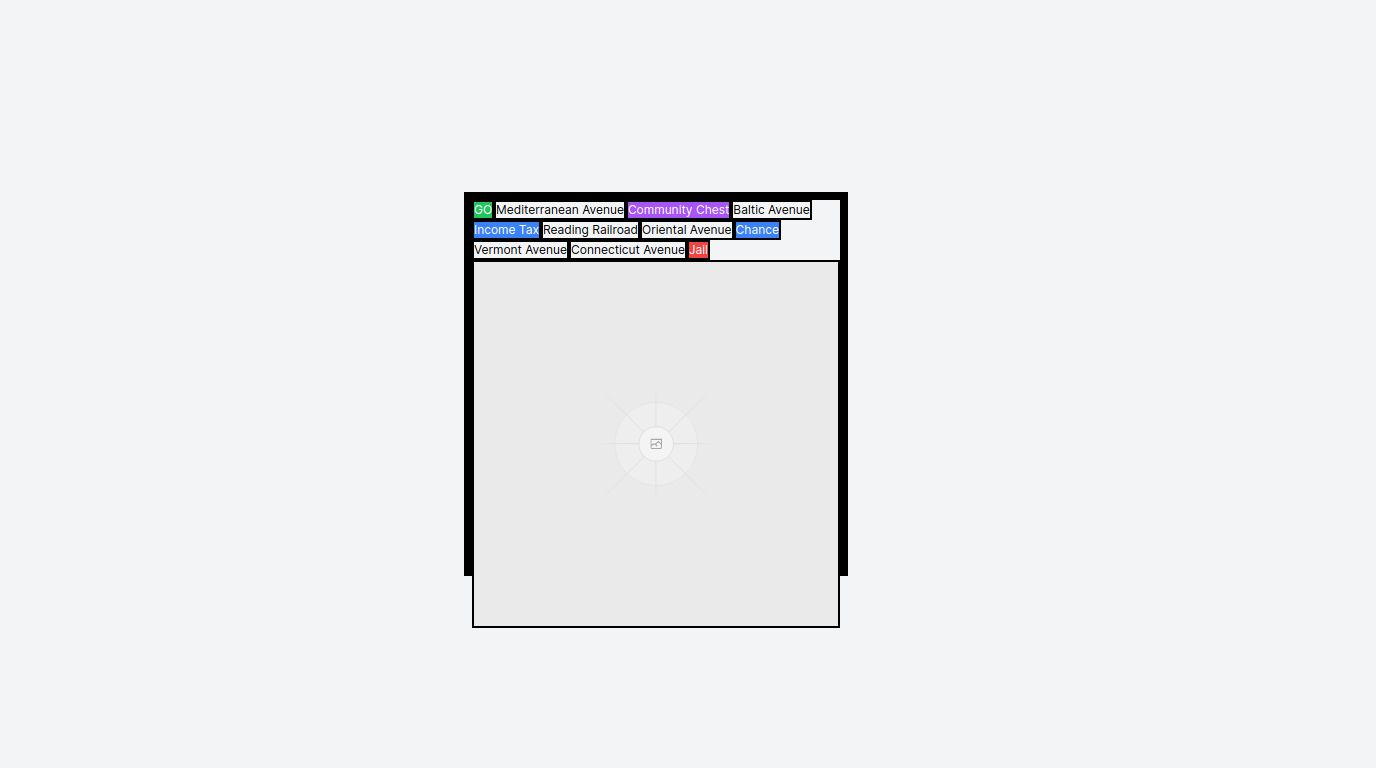 GO Mediterranean Avenue Community Chest Baltic Avenue
Income Tax Reading Railroad Oriental Avenue Chance
Vermont Avenue Connecticut Avenue Jail